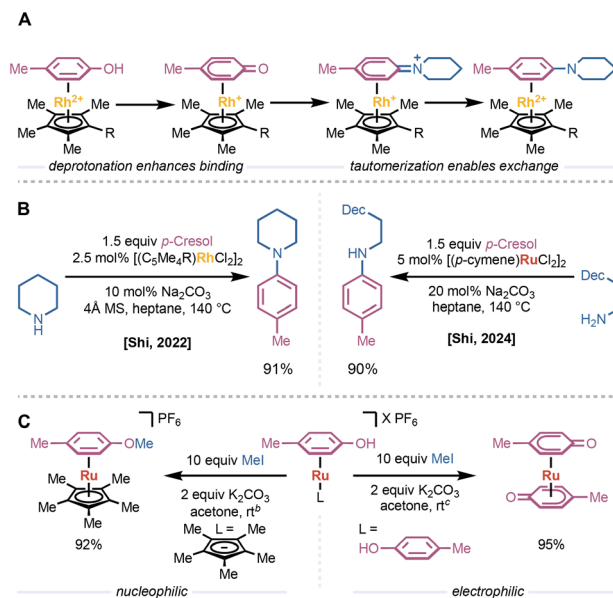 A
Me
OH
Me
O
Me
N
+
Me
N
Rh2+
Rh+
Rh+
Rh2+
Me Me
Me Me
Me Me
Me Me
Me
Me
Me
Me
Me R
Me R
Me R
Me R
deprotonation enhances binding
tautomerization enables exchange
B
1.5 equiv p-Cresol
2.5 mol% [(C5Me4R)RhCl2]2
10 mol% Na2CO3
4Å MS, heptane, 140 °C
[Shi, 2022]
N
H
N
Me
91%
Dec
HN
Me
90%
1.5 equiv p-Cresol
5 mol% [(p-cymene)RuCl2]2
20 mol% Na2CO3
heptane, 140 °C
[Shi, 2024]
Dec
H2N
C
PF6
Me
OMe
Ru
Me Me
Me Me
Me
92%
10 equiv MeI
2 equiv K2CO3
acetone, rtb
L =
Me Me
Me Me
Me
X PF6
Me
OH
Ru
L
10 equiv MeI
2 equiv K2CO3
acetone, rtc
L =
HO
Me
Me
O
Ru
O
Me
95%
nucleophilic
electrophilic